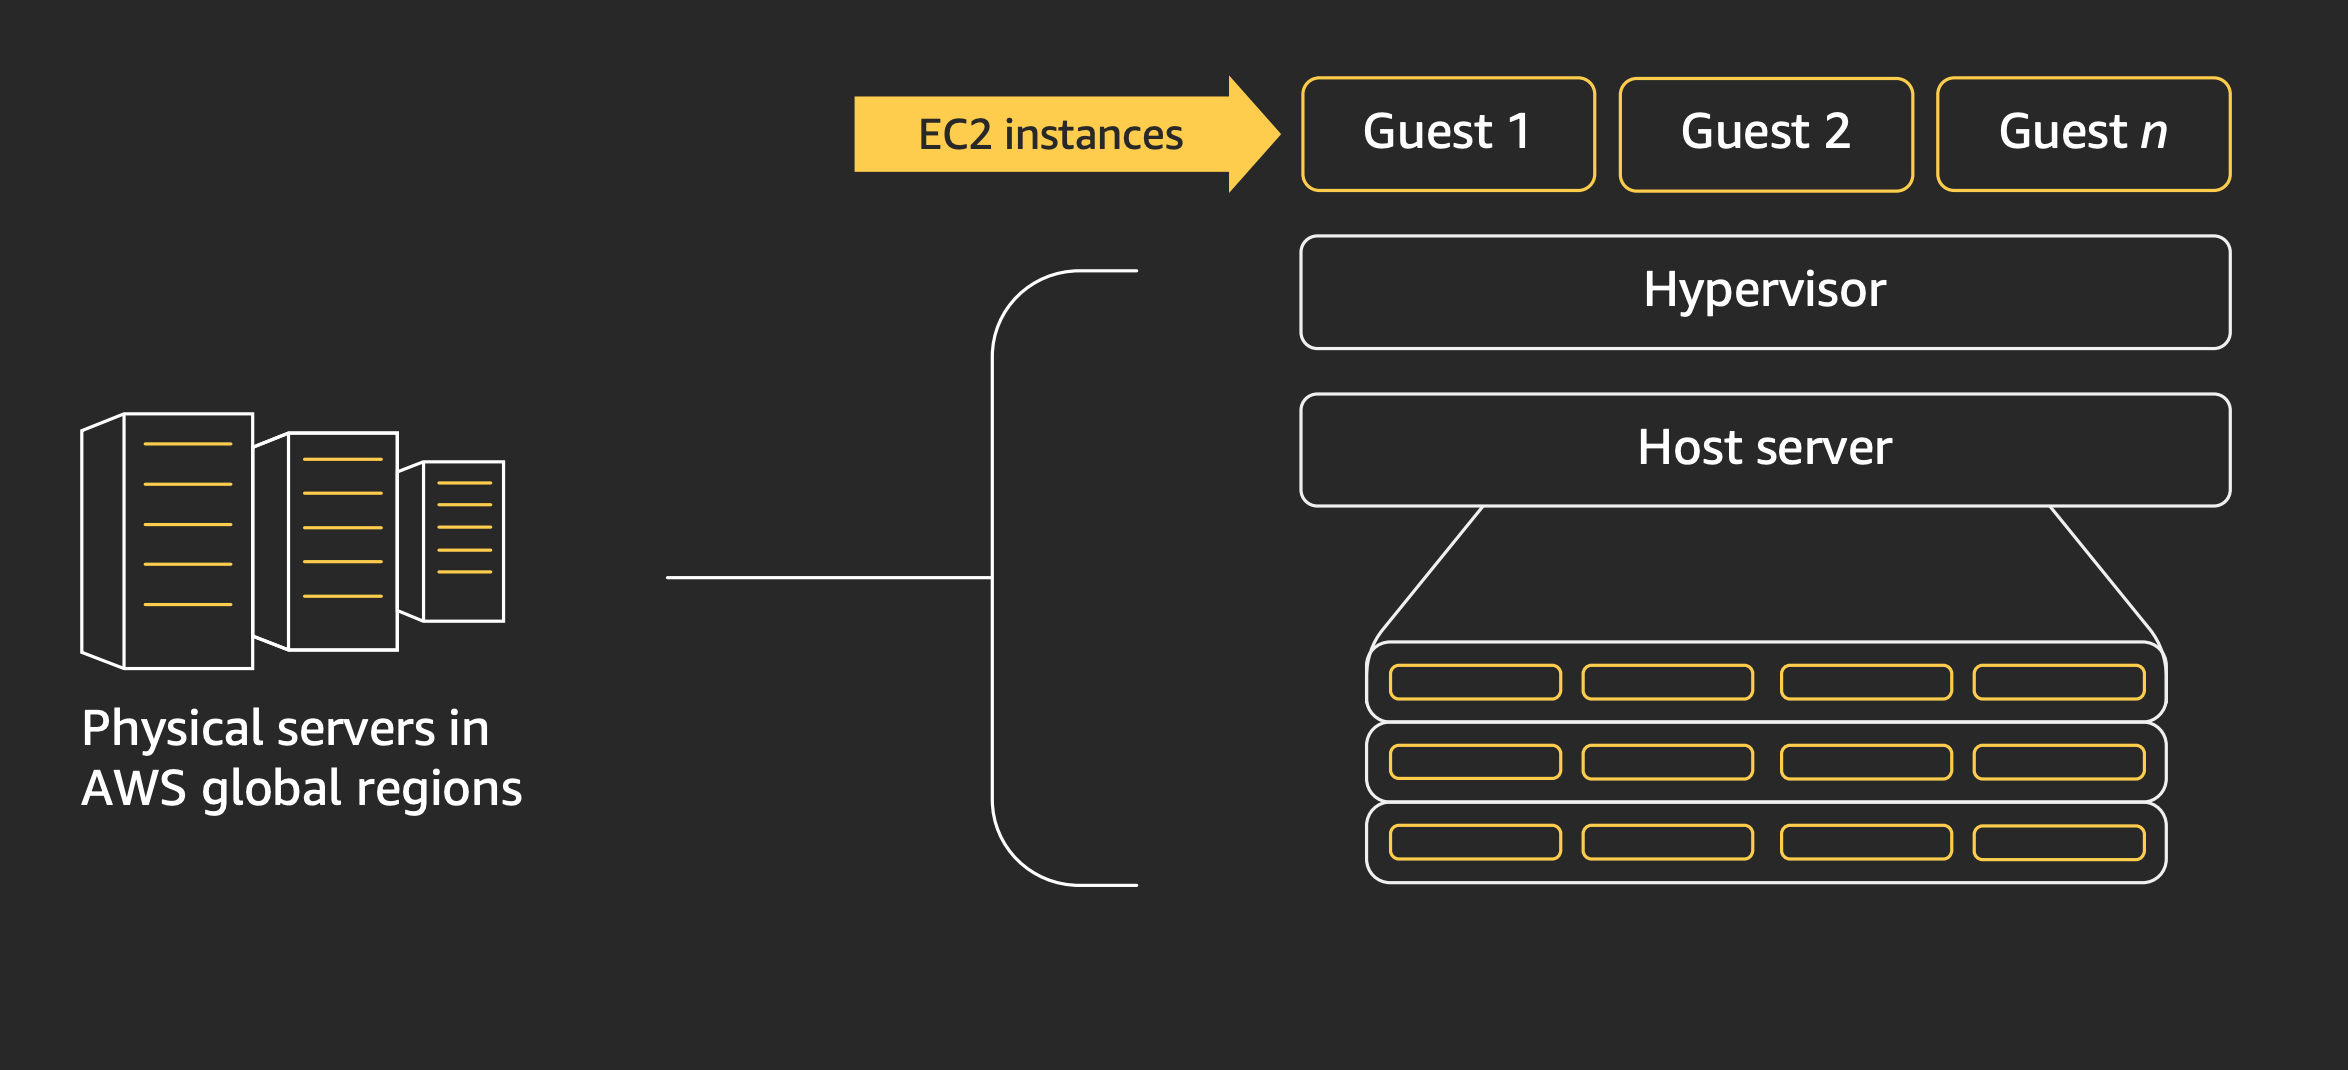 EC2 instances
Guest 1
Guest 2
Guest n
Hypervisor
Host server
Physical servers in
AWS global regions